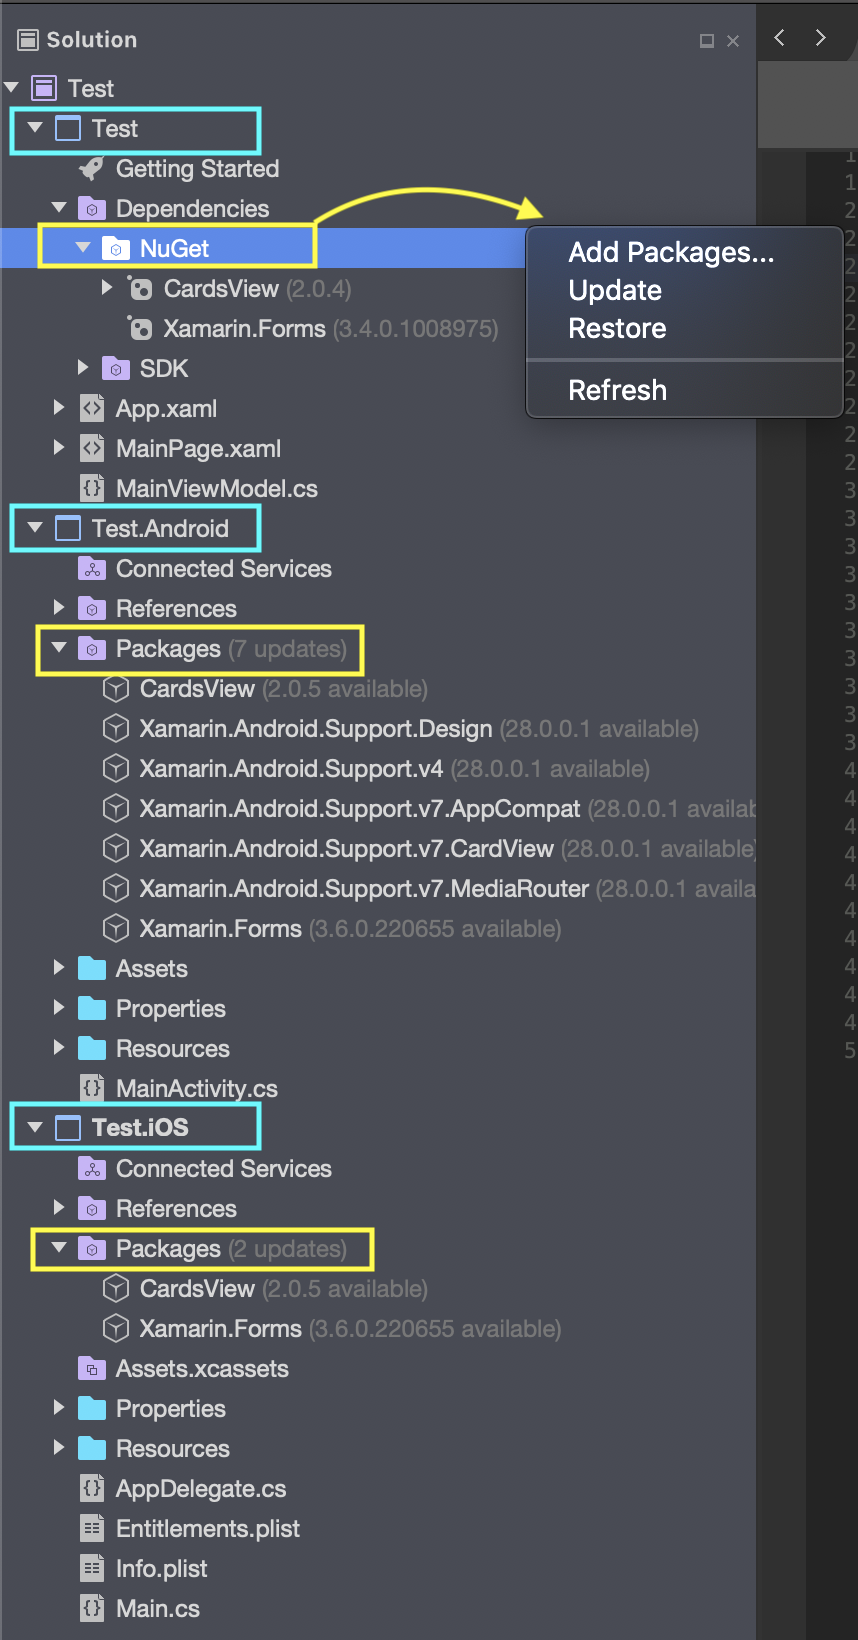 Solution
Test
Test
Getting Started
Dependencies
NuGet
Add Packages...
Update
Restore
Refresh
CardsView (2.0.4)
Xamarin.Forms (3.4.0.1008975)
SDK
App.xaml
MainPage.xaml
MainViewModel.cs
Test.Android
Connected Services
References
Packages (7 updates)
CardsView (2.0.5 available)
Xamarin.Android.Support.Design (28.0.0.1 available)
Xamarin.Android.Support.v4 (28.0.0.1 available)
Xamarin.Android.Support.v7.AppCompat (28.0.0.1 availab
Xamarin.Android.Support.v7.CardView (28.0.0.1 available)
Xamarin.Android.Support.v7.MediaRouter (28.0.0.1 availa
Xamarin.Forms (3.6.0.220655 available)
Assets
Properties
Resources
MainActivity.cs
Test.iOS
Connected Services
References
Packages (2 updates)
CardsView (2.0.5 available)
Xamarin.Forms (3.6.0.220655 available)
Assets.xcassets
Properties
Resources
AppDelegate.cs
Entitlements.plist
Info.plist
Main.cs